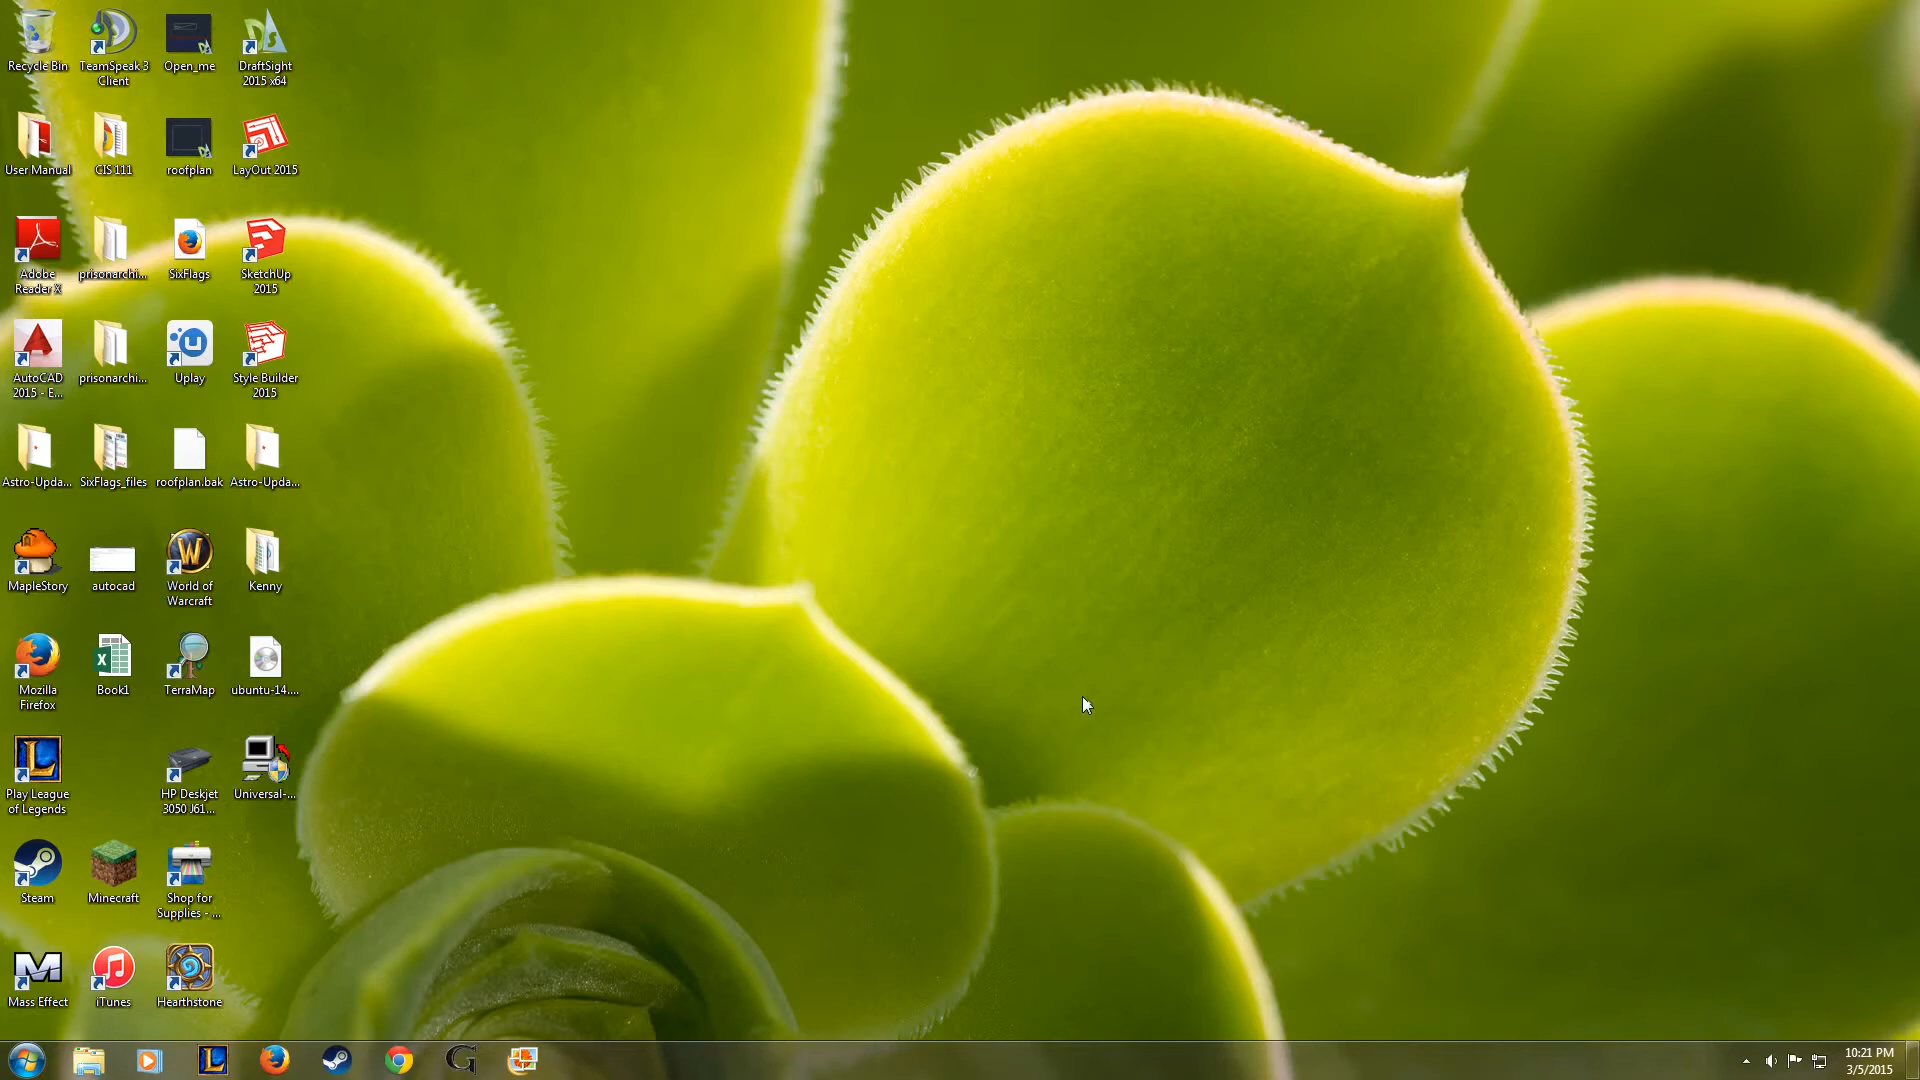 Recycle Bin
TeamSpeak 3
Client
Open_me
DraftSight
2015 x64
User Manual
CIS 111
roofplan
LayOut 2015
Adobe
Reader X
prisonarchi...
SixFlags
SketchUp
2015
AutoCAD
2015 - E...
prisonarchi...
Uplay
Style Builder
2015
Astro-Upda...
SixFlags_files
roofplan.bak
Astro-Upda...
MapleStory
autocad
World of
Warcraft
Kenny
Mozilla
Firefox
Book1
TerraMap
ubuntu-14....
Play League
of Legends
HP Deskjet
3050 J61...
Universal-...
Steam
Minecraft
Shop for
Supplies - ...
Mass Effect
iTunes
Hearthstone
10:21 PM
3/5/2015